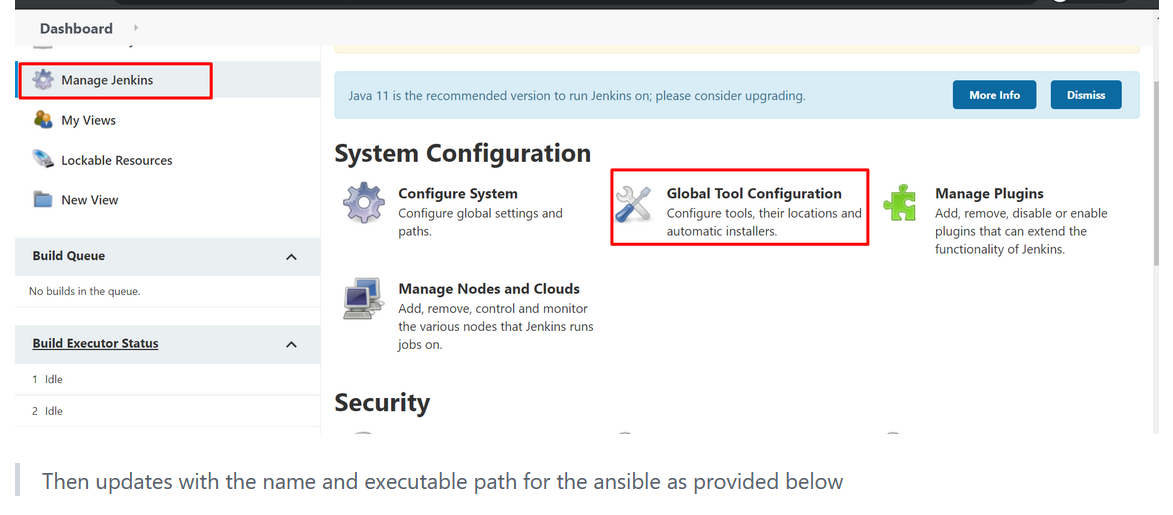 Dashboard
Manage Jenkins
My Views
Lockable Resources
New View
Build Queue
No builds in the queue.
Build Executor Status
1 Idle
2 Idle
Java 11 is the recommended version to run Jenkins on; please consider upgrading.
More Info
Dismiss
System Configuration
Configure System
Configure global settings and
paths.
Global Tool Configuration
Configure tools, their locations and
automatic installers.
Manage Plugins
Add, remove, disable or enable
plugins that can extend the
functionality of Jenkins.
Manage Nodes and Clouds
Add, remove, control and monitor
the various nodes that Jenkins runs
jobs on.
Security
Then updates with the name and executable path for the ansible as provided below